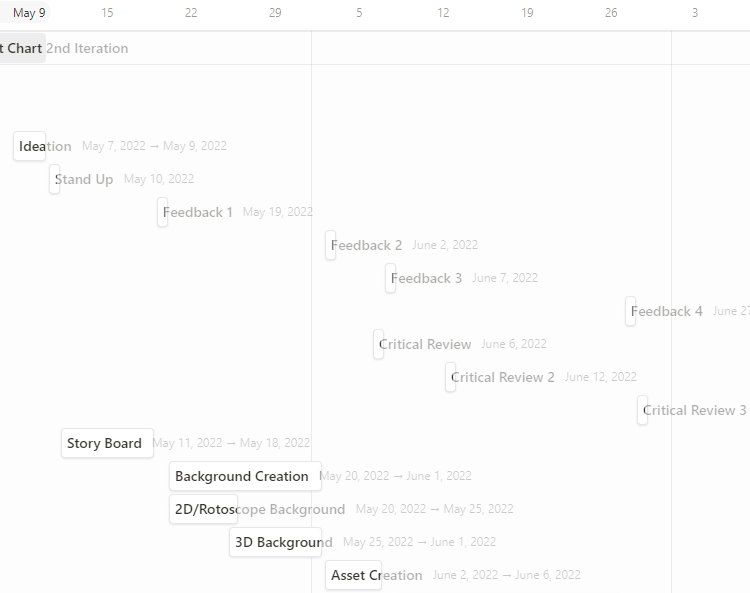 May 9 15 22 29 5 12 19 26 3
t Chart 2nd Iteration
Ideation May 7, 2022 → May 9, 2022
Stand Up May 10, 2022
Feedback 1 May 19, 2022
Feedback 2 June 2, 2022
Feedback 3 June 7, 2022
Feedback 4 June 27
Critical Review June 6, 2022
Critical Review 2 June 12, 2022
Critical Review 3
Story Board May 11, 2022 → May 18, 2022
Background Creation May 20, 2022 → June 1, 2022
2D/Rotoscope Background May 20, 2022 → May 25, 2022
3D Background May 25, 2022 → June 1, 2022
Asset Creation June 2, 2022 → June 6, 2022